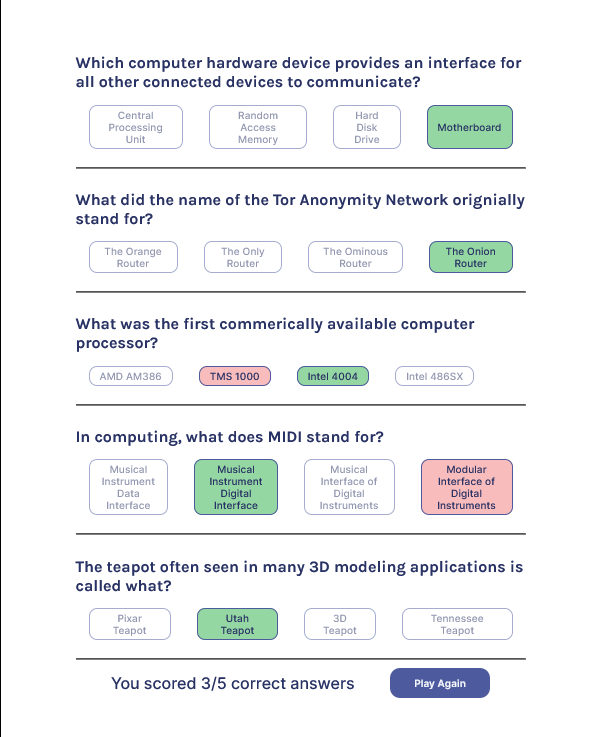 Which computer hardware device provides an interface for
all other connected devices to communicate?
Central
Processing
Unit
Random
Access
Memory
Hard
Disk
Drive
Motherboard
What did the name of the Tor Anonymity Network orignially
stand for?
The Orange
Router
The Only
Router
The Ominous
Router
The Onion
Router
What was the first commerically available computer
processor?
AMD AM386
TMS 1000
Intel 4004
Intel 486SX
In computing, what does MIDI stand for?
Musical
Instrument
Data
Interface
Musical
Instrument
Digital
Interface
Musical
Interface of
Digital
Instruments
Modular
Interface of
Digital
Instruments
The teapot often seen in many 3D modeling applications is
called what?
Pixar
Teapot
Utah
Teapot
3D
Teapot
Tennessee
Teapot
You scored 3/5 correct answers
Play Again